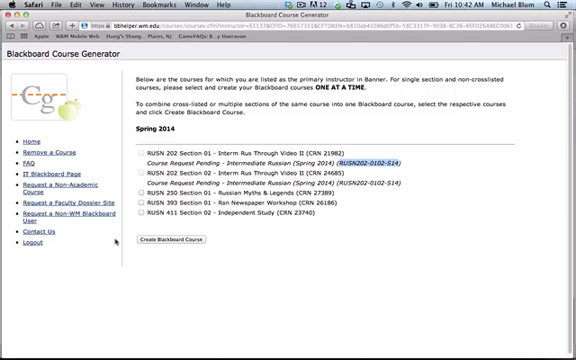 Safari File Edit View History Bookmarks Window Help
12
Fri 10:42 AM Michael Blum
Blackboard Course Generator
Reader
Apple W&M Mobile Web Hung's Shang. Plains, NJ
Blackboard Course Generator
Cg
Home
Remove a Course
FAQ
IT Blackboard Page
Request a Non-Academic
Course
Request a Faculty Dossier Site
Request a Non-WM Blackboard
User
Contact Us
Logout
Below are the courses for which you are listed as the primary instructor in Banner. For single section and non-crosslisted
courses, please select and create your Blackboard courses ONE AT A TIME.
To combine cross-listed or multiple sections of the same course into one Blackboard course, select the respective courses
and click Create Blackboard Course.
Spring 2014
RUSN 202 Section 01 - Interm Rus Through Video II (CRN 21982)
Course Request Pending - Intermediate Russian (Spring 2014) (RUSN202-0102-S14)
RUSN 202 Section 02 - Interm Rus Through Video II (CRN 24685)
Course Request Pending - Intermediate Russian (Spring 2014) (RUSN202-0102-S14)
RUSN 250 Section 01 - Russian Myths & Legends (CRN 27389)
RUSN 393 Section 01 - Rsn Newspaper Workshop (CRN 26186)
RUSN 411 Section 02 - Independent Study (CRN 23740)
Create Blackboard Course